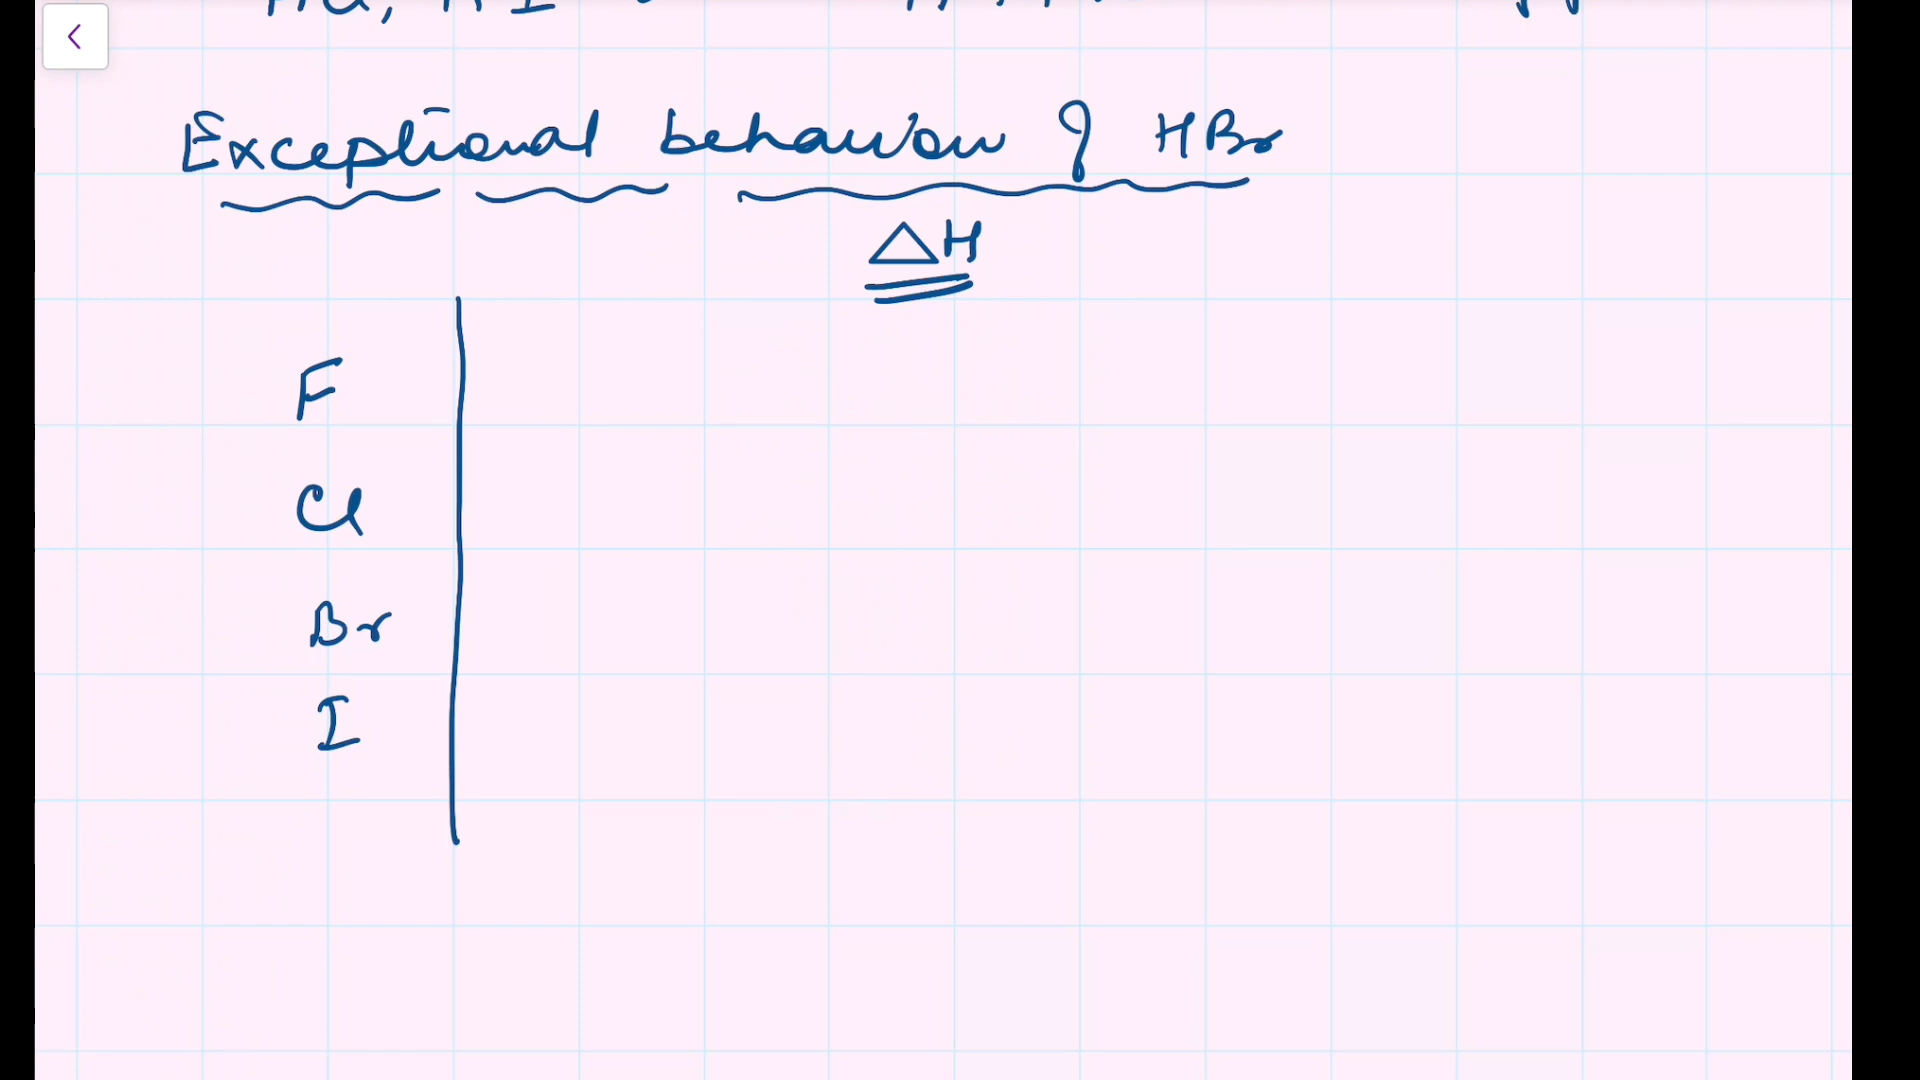 Exceptional behaviour of HBr
ΔH
F
Cl
Br
I